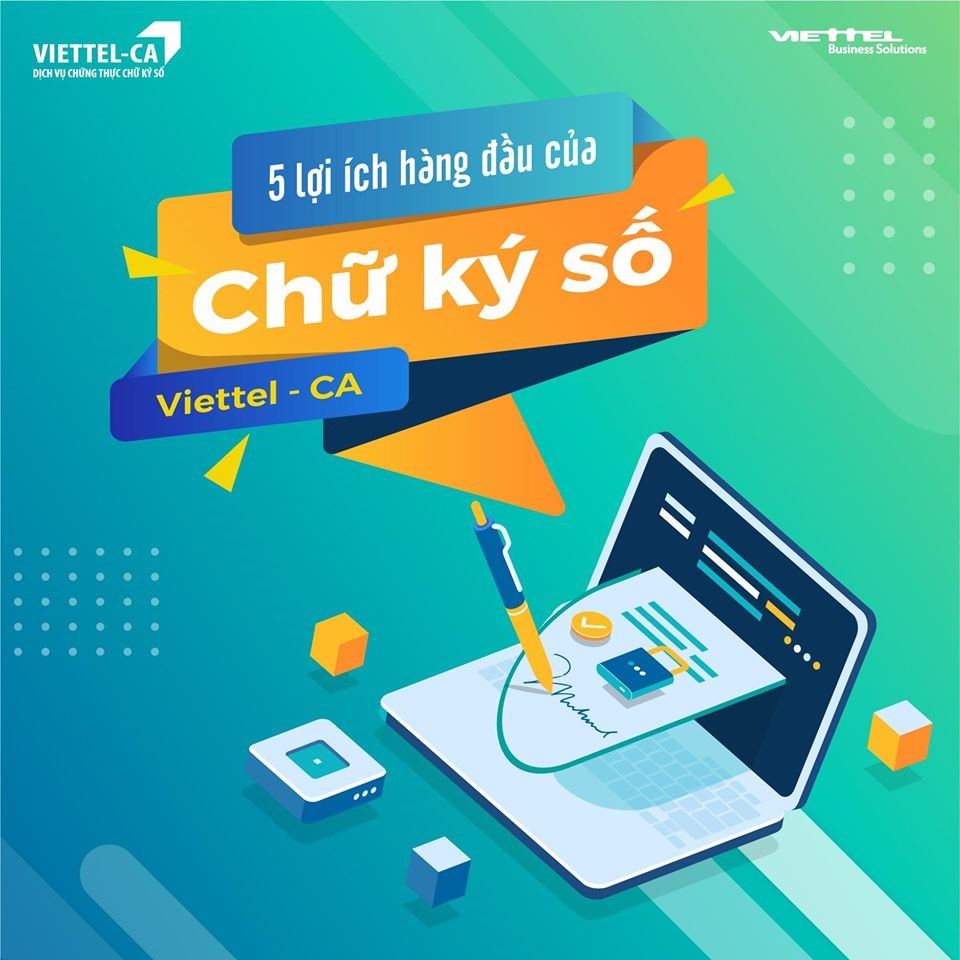 VIETTEL-CA
DỊCH VỤ CHỨNG THỰC CHỮ KÝ SỐ
VIETTEL
Business Solutions
5 lợi ích hàng đầu của
Chữ ký số
Viettel - CA